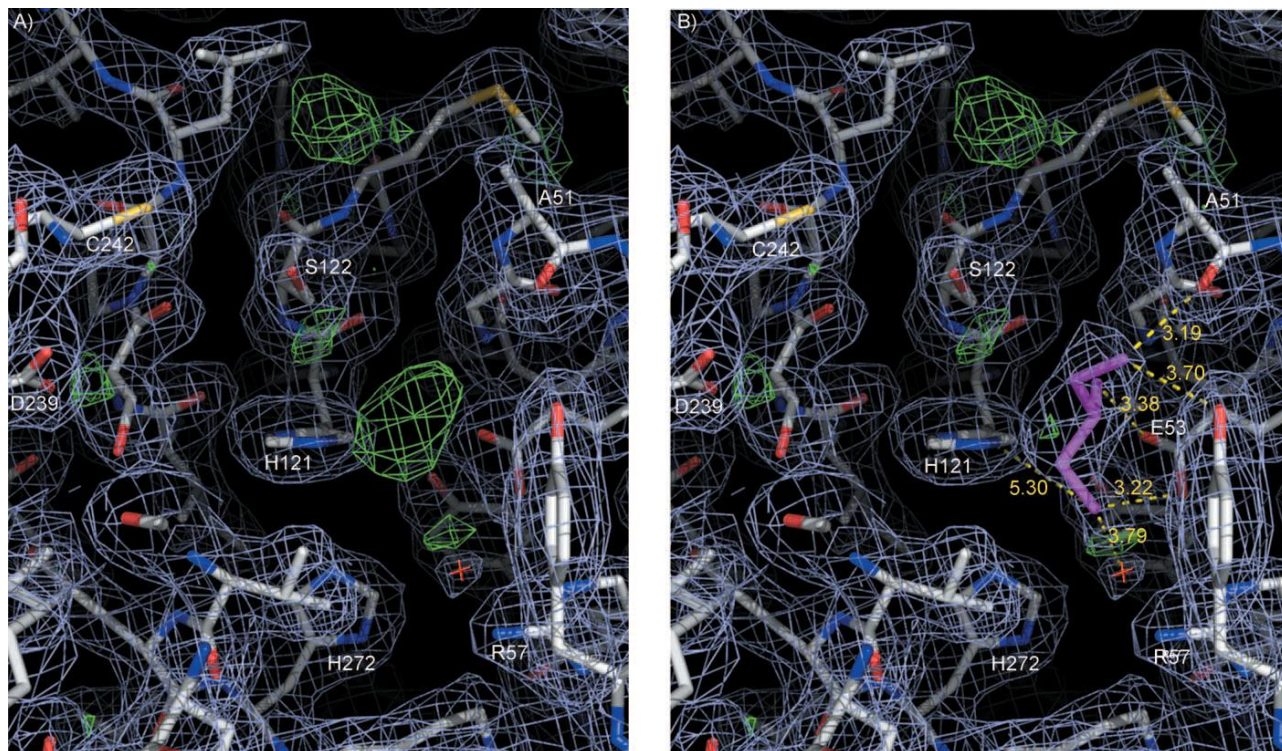 A)
A51
C242
S122
D239
H121
H272
R57
B)
A51
C242
S122
3.19
3.70
3.38
D239
E53
H121
5.30
3.22
3.79
H272
R57